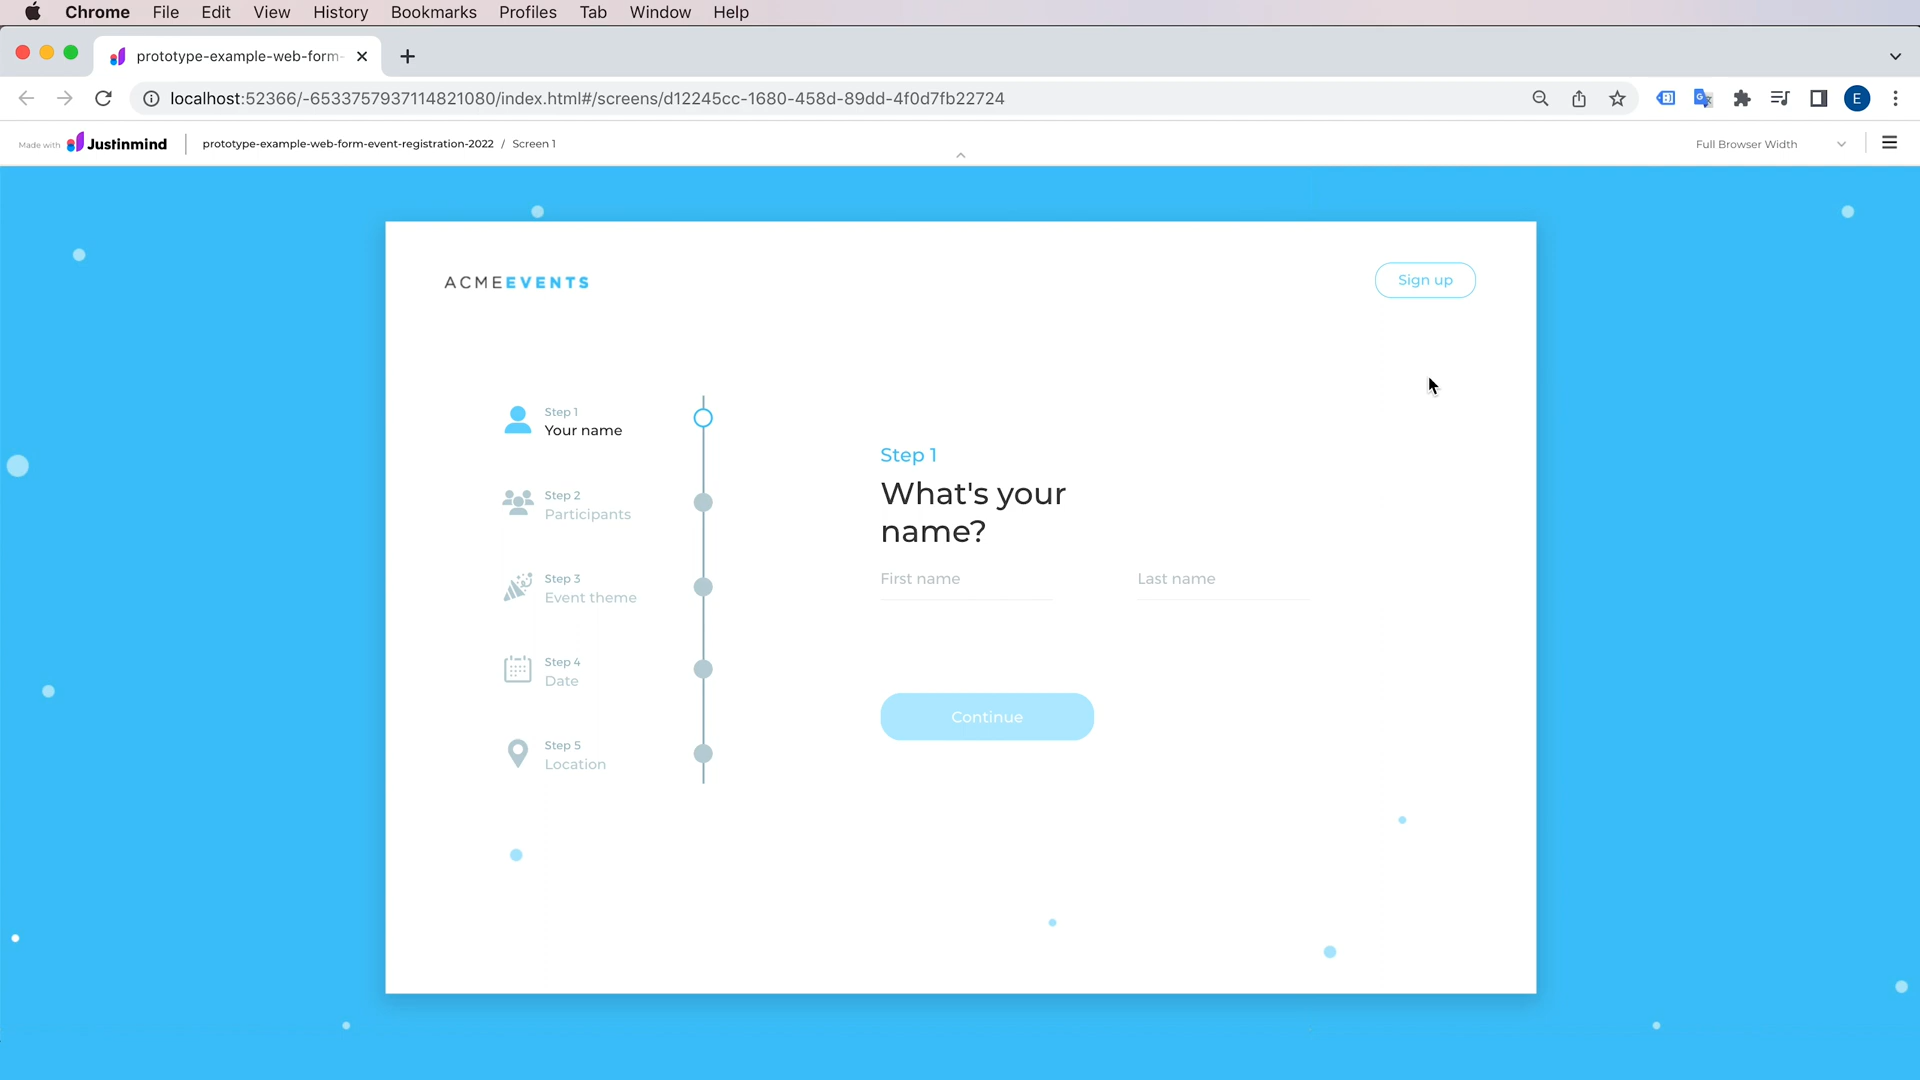 Chrome File Edit View History Bookmarks Profiles Tab Window Help
prototype-example-web-form-
localhost:52366/-6533757937114821080/index.html#/screens/d12245cc-1680-458d-89dd-4f0d7fb22724
E
Made with Justinmind prototype-example-web-form-event-registration-2022 / Screen 1
Full Browser Width
ACMEEVENTS
Sign up
Step 1
Your name
Step 2
Participants
Step 3
Event theme
Step 4
Date
Step 5
Location
Step 1
What's your
name?
First name Last name
Continue